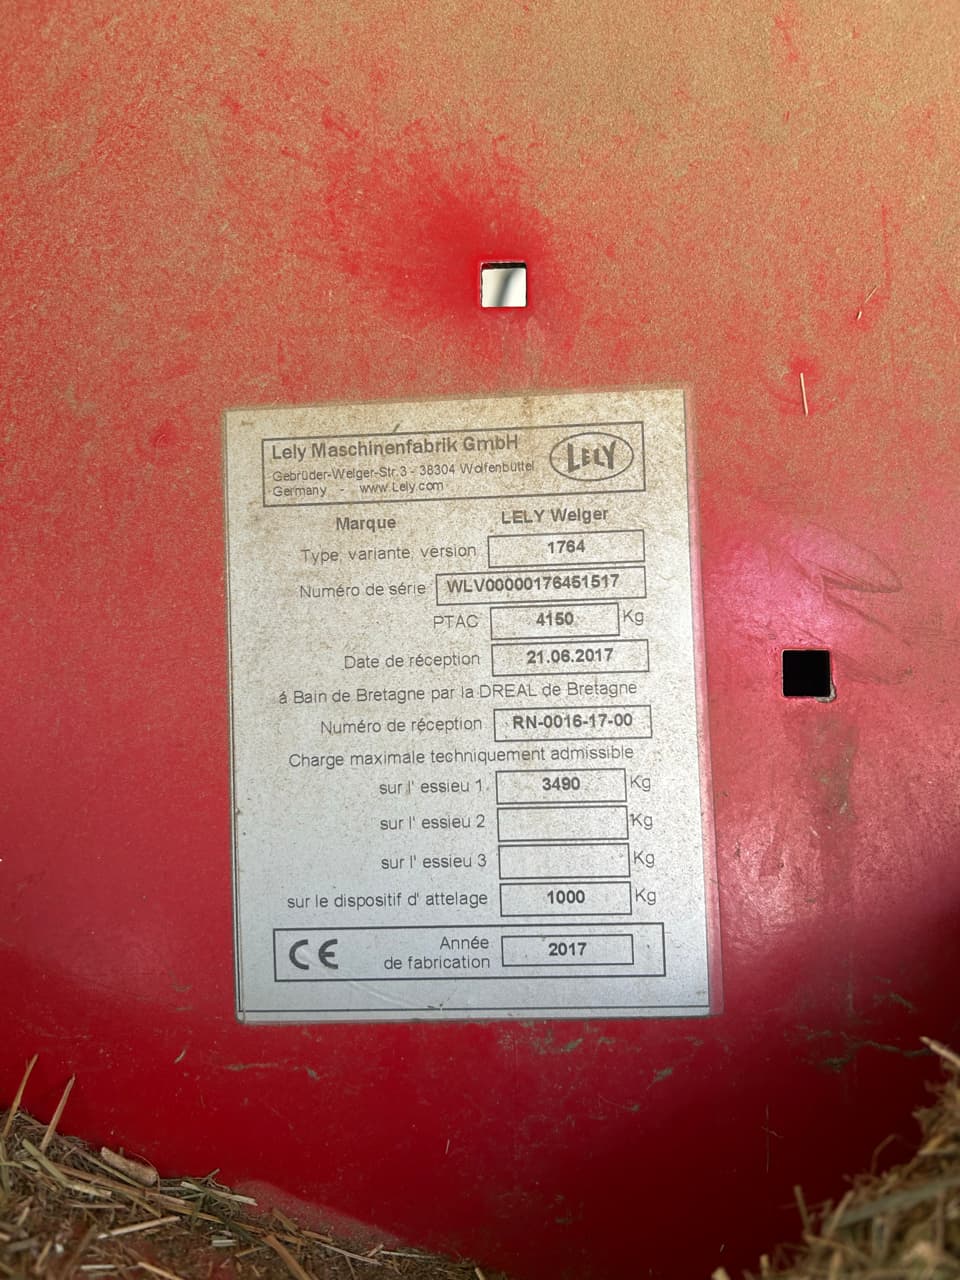 Lely Maschinenfabrik GmbH
Gebrüder-Welger-Str.3 - 38304 Wolfenbüttel
Germany - www.Lely.com
LELY
Marque LELY Welger
Type, variante, version 1764
Numéro de série WLV00000176451517
PTAC 4150 Kg
Date de réception 21.06.2017
á Bain de Bretagne par la DREAL de Bretagne
Numéro de réception RN-0016-17-00
Charge maximale techniquement admissible
sur l' essieu 1 3490 Kg
sur l' essieu 2 Kg
sur l' essieu 3 Kg
sur le dispositif d' attelage 1000 Kg
CE Année
de fabrication 2017